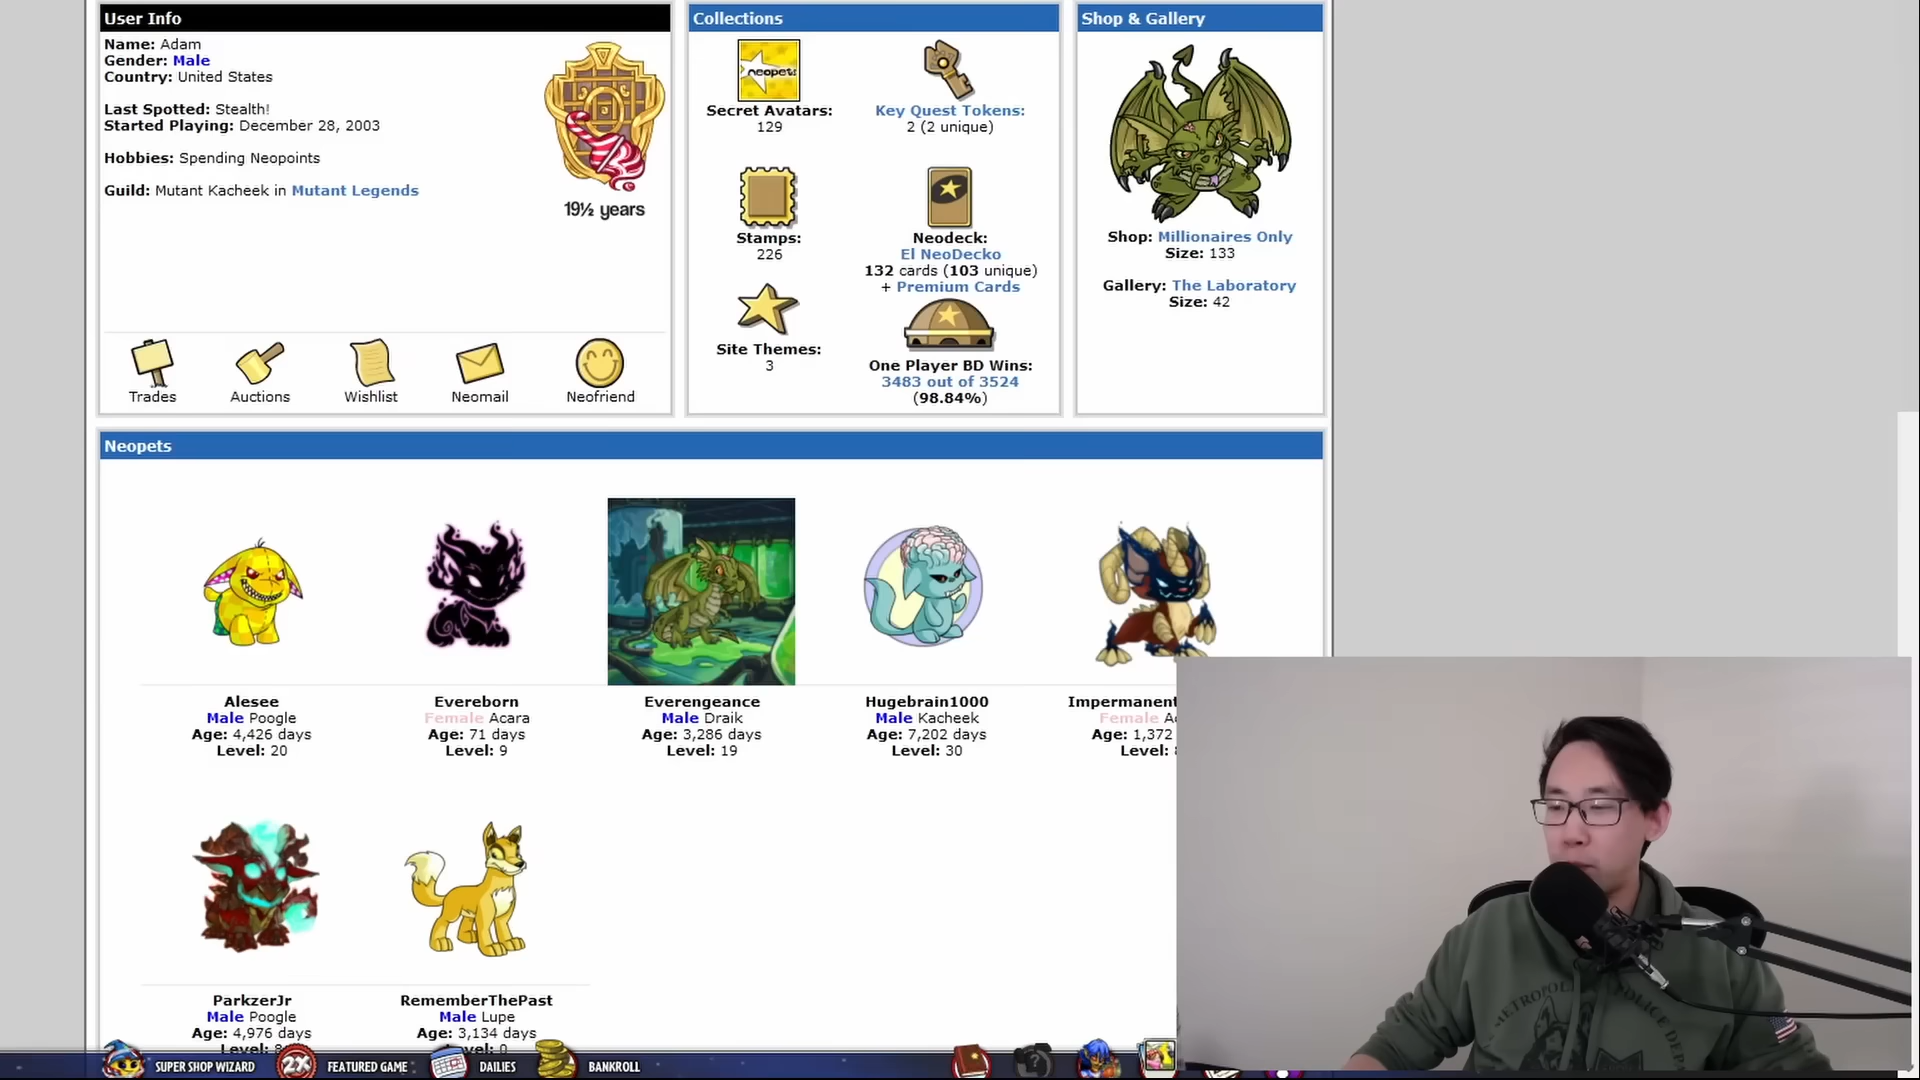 User Info
Name: Adam
Gender: Male
Country: United States
Last Spotted: Stealth!
Started Playing: December 28, 2003
Hobbies: Spending Neopoints
Guild: Mutant Kacheek in Mutant Legends
19½ years
Trades
Auctions
Wishlist
Neomail
Neofriend
Collections
neopets
Secret Avatars:
129
Key Quest Tokens:
2 (2 unique)
Stamps:
226
Neodeck:
El NeoDecko
132 cards (103 unique)
+ Premium Cards
Site Themes:
3
One Player BD Wins:
3483 out of 3524
(98.84%)
Shop & Gallery
Shop: Millionaires Only
Size: 133
Gallery: The Laboratory
Size: 42
Neopets
Alesee
Male Poogle
Age: 4,426 days
Level: 20
Evereborn
Female Acara
Age: 71 days
Level: 9
Everengeance
Male Draik
Age: 3,286 days
Level: 19
Hugebrain1000
Male Kacheek
Age: 7,202 days
Level: 30
Impermanent
Female
Age: 1,372
Level:
ParkzerJr
Male Poogle
Age: 4,976 days
Level:
RememberThePast
Male Lupe
Age: 3,134 days
SUPER SHOP WIZARD
2X
FEATURED GAME
DAILIES
BANKROLL